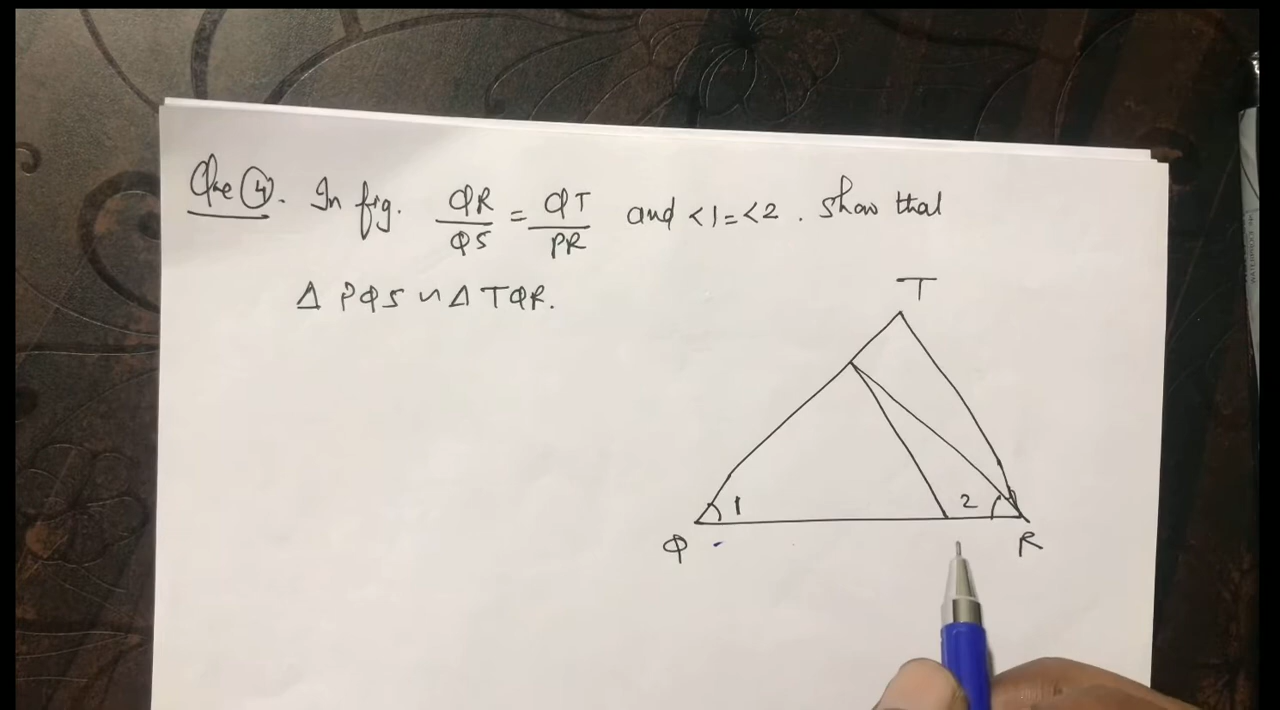 Que 4. In fig. QR/QS = QT/PR and <1=<2. Show that
Δ PQS ∽ Δ TQR.
T
1
2
Q
R